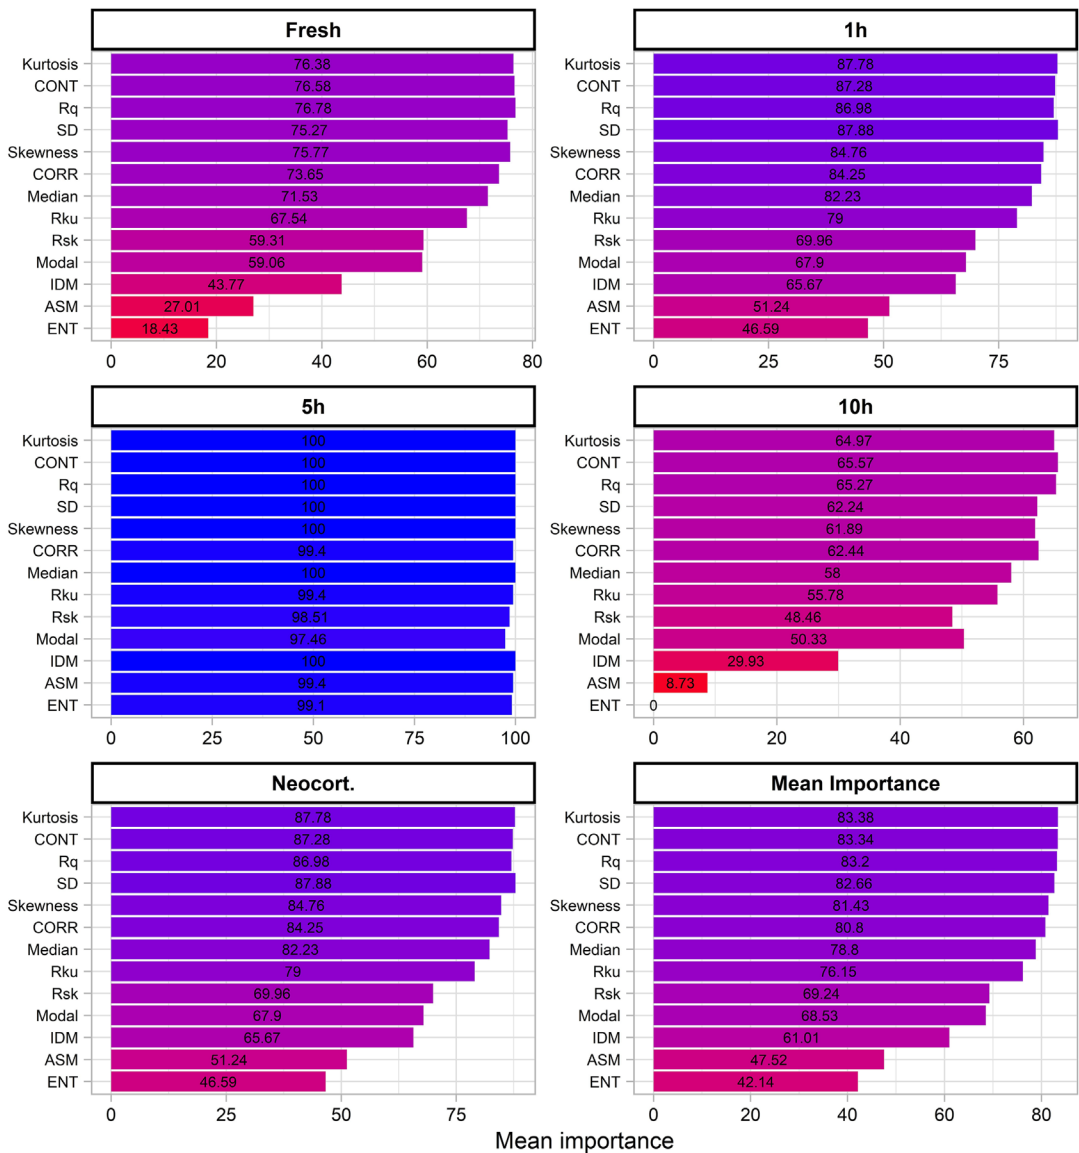 Fresh
Kurtosis 76.38
CONT 76.58
Rq 76.78
SD 75.27
Skewness 75.77
CORR 73.65
Median 71.53
Rku 67.54
Rsk 59.31
Modal 59.06
IDM 43.77
ASM 27.01
ENT 18.43
0 20 40 60 80
1h
Kurtosis 87.78
CONT 87.28
Rq 86.98
SD 87.88
Skewness 84.76
CORR 84.25
Median 82.23
Rku 79
Rsk 69.96
Modal 67.9
IDM 65.67
ASM 51.24
ENT 46.59
0 25 50 75
5h
Kurtosis 100
CONT 100
Rq 100
SD 100
Skewness 100
CORR 99.4
Median 100
Rku 99.4
Rsk 98.51
Modal 97.46
IDM 100
ASM 99.4
ENT 99.1
0 25 50 75 100
10h
Kurtosis 64.97
CONT 65.57
Rq 65.27
SD 62.24
Skewness 61.89
CORR 62.44
Median 58
Rku 55.78
Rsk 48.46
Modal 50.33
IDM 29.93
ASM 8.73
ENT 0
0 20 40 60
Neocort.
Kurtosis 87.78
CONT 87.28
Rq 86.98
SD 87.88
Skewness 84.76
CORR 84.25
Median 82.23
Rku 79
Rsk 69.96
Modal 67.9
IDM 65.67
ASM 51.24
ENT 46.59
0 25 50 75
Mean Importance
Kurtosis 83.38
CONT 83.34
Rq 83.2
SD 82.66
Skewness 81.43
CORR 80.8
Median 78.8
Rku 76.15
Rsk 69.24
Modal 68.53
IDM 61.01
ASM 47.52
ENT 42.14
0 20 40 60 80
Mean importance